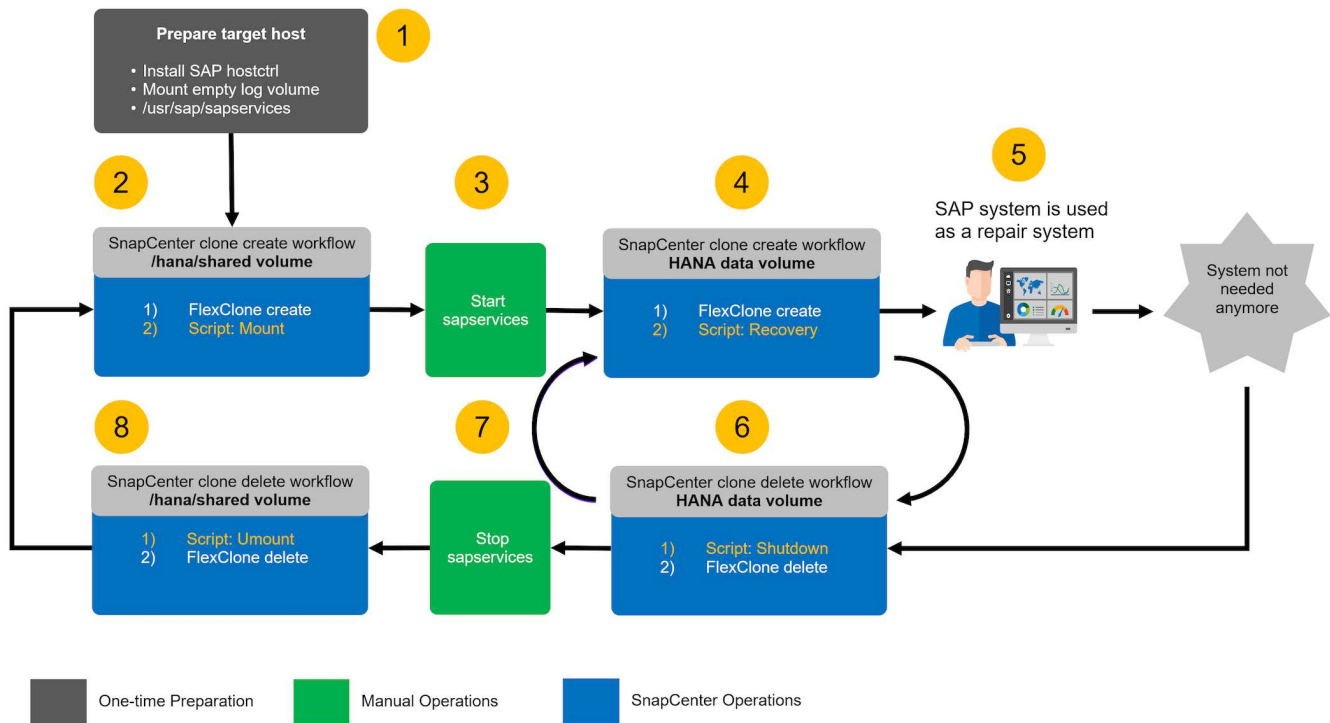 Prepare target host
• Install SAP hostctrl
• Mount empty log volume
• /usr/sap/sapservices
1
2
SnapCenter clone create workflow
/hana/shared volume
1) FlexClone create
2) Script: Mount
3
Start
sapservices
4
SnapCenter clone create workflow
HANA data volume
1) FlexClone create
2) Script: Recovery
5
SAP system is used
as a repair system
System not
needed
anymore
6
SnapCenter clone delete workflow
HANA data volume
1) Script: Shutdown
2) FlexClone delete
7
Stop
sapservices
8
SnapCenter clone delete workflow
/hana/shared volume
1) Script: Umount
2) FlexClone delete
One-time Preparation
Manual Operations
SnapCenter Operations